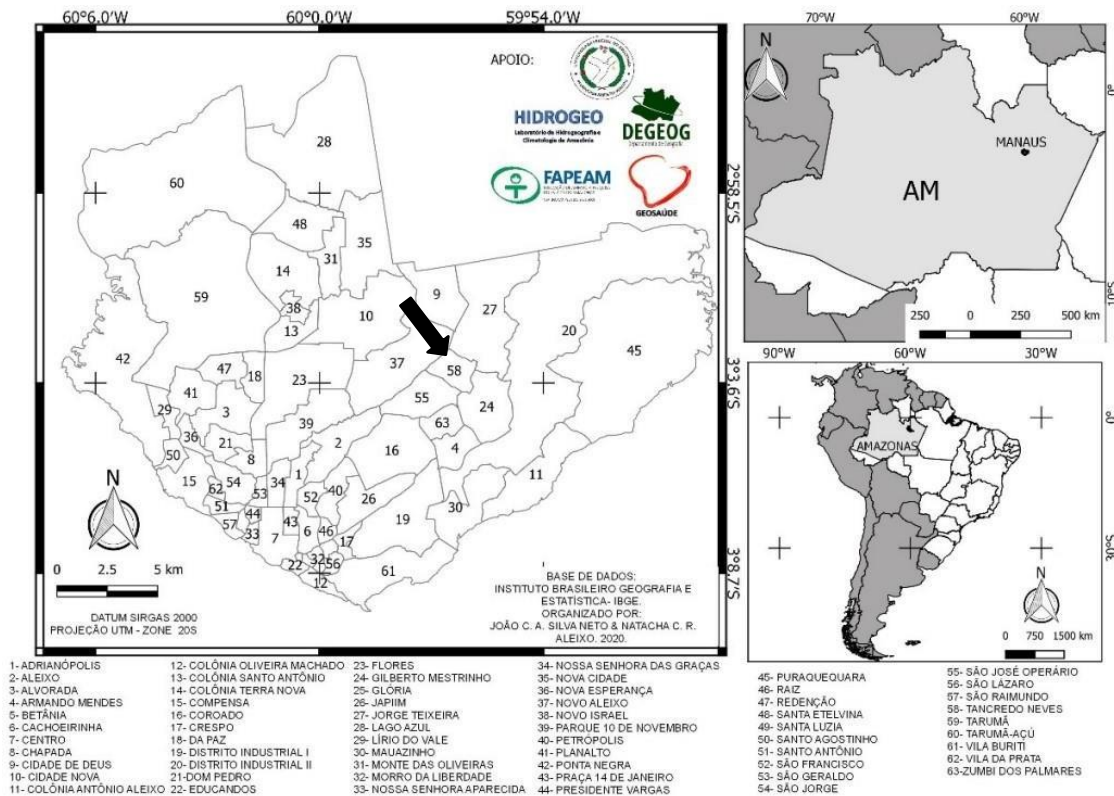 60°6.0'W 60°0.0'W 59°54.0'W
70°W 60°W
APOIO:
HIDROGEO
Laboratório de Hidrogeografia e
Climatologia da Amazônia
DEGEOG
FAPEAM
GEOSAÚDE
2°58.5'S
3°3.6'S
3°8.7'S
28
60
48
35
31
14
59
38
13
10
9
27
20
45
42
37
58
47
18
23
55
24
41
3
29
39
63
36
21
2
16
4
50
8
1
11
15
54
34
62
53
52
40
26
30
51
19
57
44
43
33
7
6
46
17
22
32
56
61
12
N
0 2.5 5 km
DATUM SIRGAS 2000
PROJEÇÃO UTM - ZONE 20S
BASE DE DADOS:
INSTITUTO BRASILEIRO GEOGRAFIA E
ESTATÍSTICA- IBGE.
ORGANIZADO POR:
JOÃO C. A. SILVA NETO & NATACHA C. R.
ALEIXO. 2020.
N
MANAUS
AM
0°
10°S
250 0 250 500 km
90°W 60°W 30°W
0°
30°S
AMAZONAS
N
0 750 1500 km
1- ADRIANÓPOLIS
2- ALEIXO
3- ALVORADA
4- ARMANDO MENDES
5- BETÂNIA
6- CACHOEIRINHA
7- CENTRO
8- CHAPADA
9- CIDADE DE DEUS
10- CIDADE NOVA
11- COLÔNIA ANTÔNIO ALEIXO
12- COLÔNIA OLIVEIRA MACHADO
13- COLÔNIA SANTO ANTÔNIO
14- COLÔNIA TERRA NOVA
15- COMPENSA
16- COROADO
17- CRESPO
18- DA PAZ
19- DISTRITO INDUSTRIAL I
20- DISTRITO INDUSTRIAL II
21-DOM PEDRO
22- EDUCANDOS
23- FLORES
24- GILBERTO MESTRINHO
25- GLÓRIA
26- JAPIIM
27- JORGE TEIXEIRA
28- LAGO AZUL
29- LÍRIO DO VALE
30- MAUAZINHO
31- MONTE DAS OLIVEIRAS
32- MORRO DA LIBERDADE
33- NOSSA SENHORA APARECIDA
34- NOSSA SENHORA DAS GRAÇAS
35- NOVA CIDADE
36- NOVA ESPERANÇA
37- NOVO ALEIXO
38- NOVO ISRAEL
39- PARQUE 10 DE NOVEMBRO
40- PETRÓPOLIS
41- PLANALTO
42- PONTA NEGRA
43- PRAÇA 14 DE JANEIRO
44- PRESIDENTE VARGAS
45- PURAQUEQUARA
46- RAIZ
47- REDENÇÃO
48- SANTA ETELVINA
49- SANTA LUZIA
50- SANTO AGOSTINHO
51- SANTO ANTÔNIO
52- SÃO FRANCISCO
53- SÃO GERALDO
54- SÃO JORGE
55- SÃO JOSÉ OPERÁRIO
56- SÃO LÁZARO
57- SÃO RAIMUNDO
58- TANCREDO NEVES
59- TARUMÃ
60- TARUMÃ-AÇÚ
61- VILA BURITI
62- VILA DA PRATA
63-ZUMBI DOS PALMARES